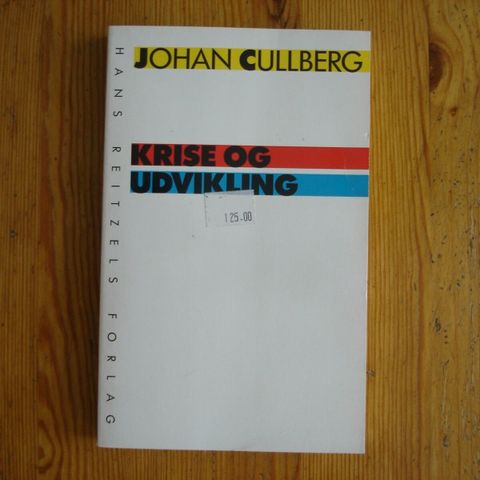 JOHAN CULLBERG
KRISE OG
UDVIKLING
125.00
HANS REITZELS FORLAG